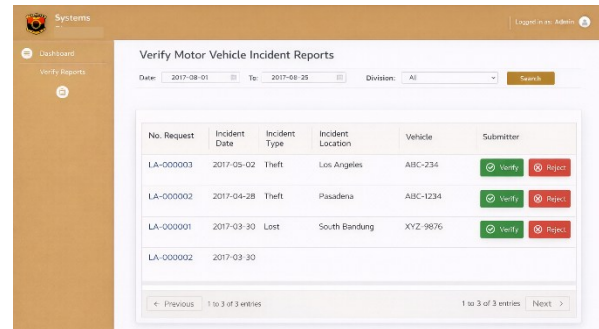 Systems
Logged in as: Admin
Dashboard
Verify Reports
Verify Motor Vehicle Incident Reports
Date: 2017-08-01 To: 2017-08-25 Division: All Search
No. Request Incident Date Incident Type Incident Location Vehicle Submitter
LA-000003 2017-05-02 Theft Los Angeles ABC-234 Verify Reject
LA-000002 2017-04-28 Theft Pasadena ABC-1234 Verify Reject
LA-000001 2017-03-30 Lost South Bandung XYZ-9876 Verify Reject
LA-000002 2017-03-30
← Previous 1 to 3 of 3 entries 1 to 3 of 3 entries Next >